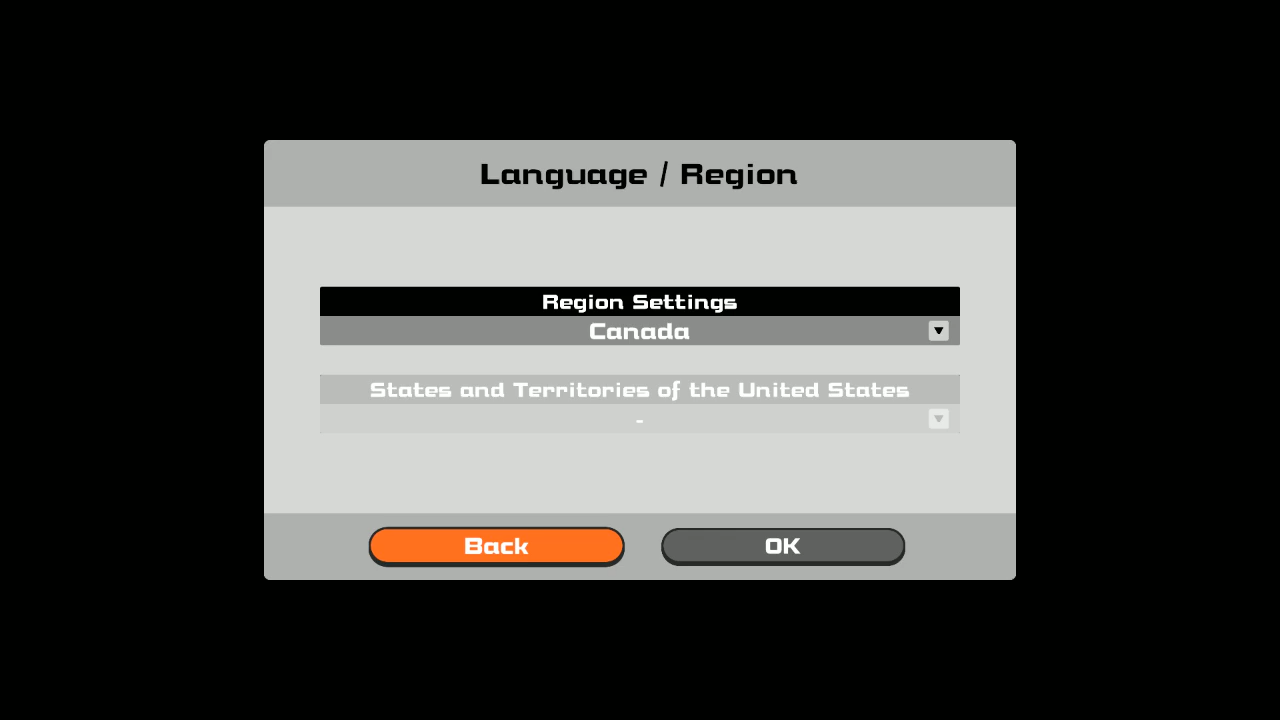 Language / Region
Region Settings
Canada
States and Territories of the United States
-
Back
OK